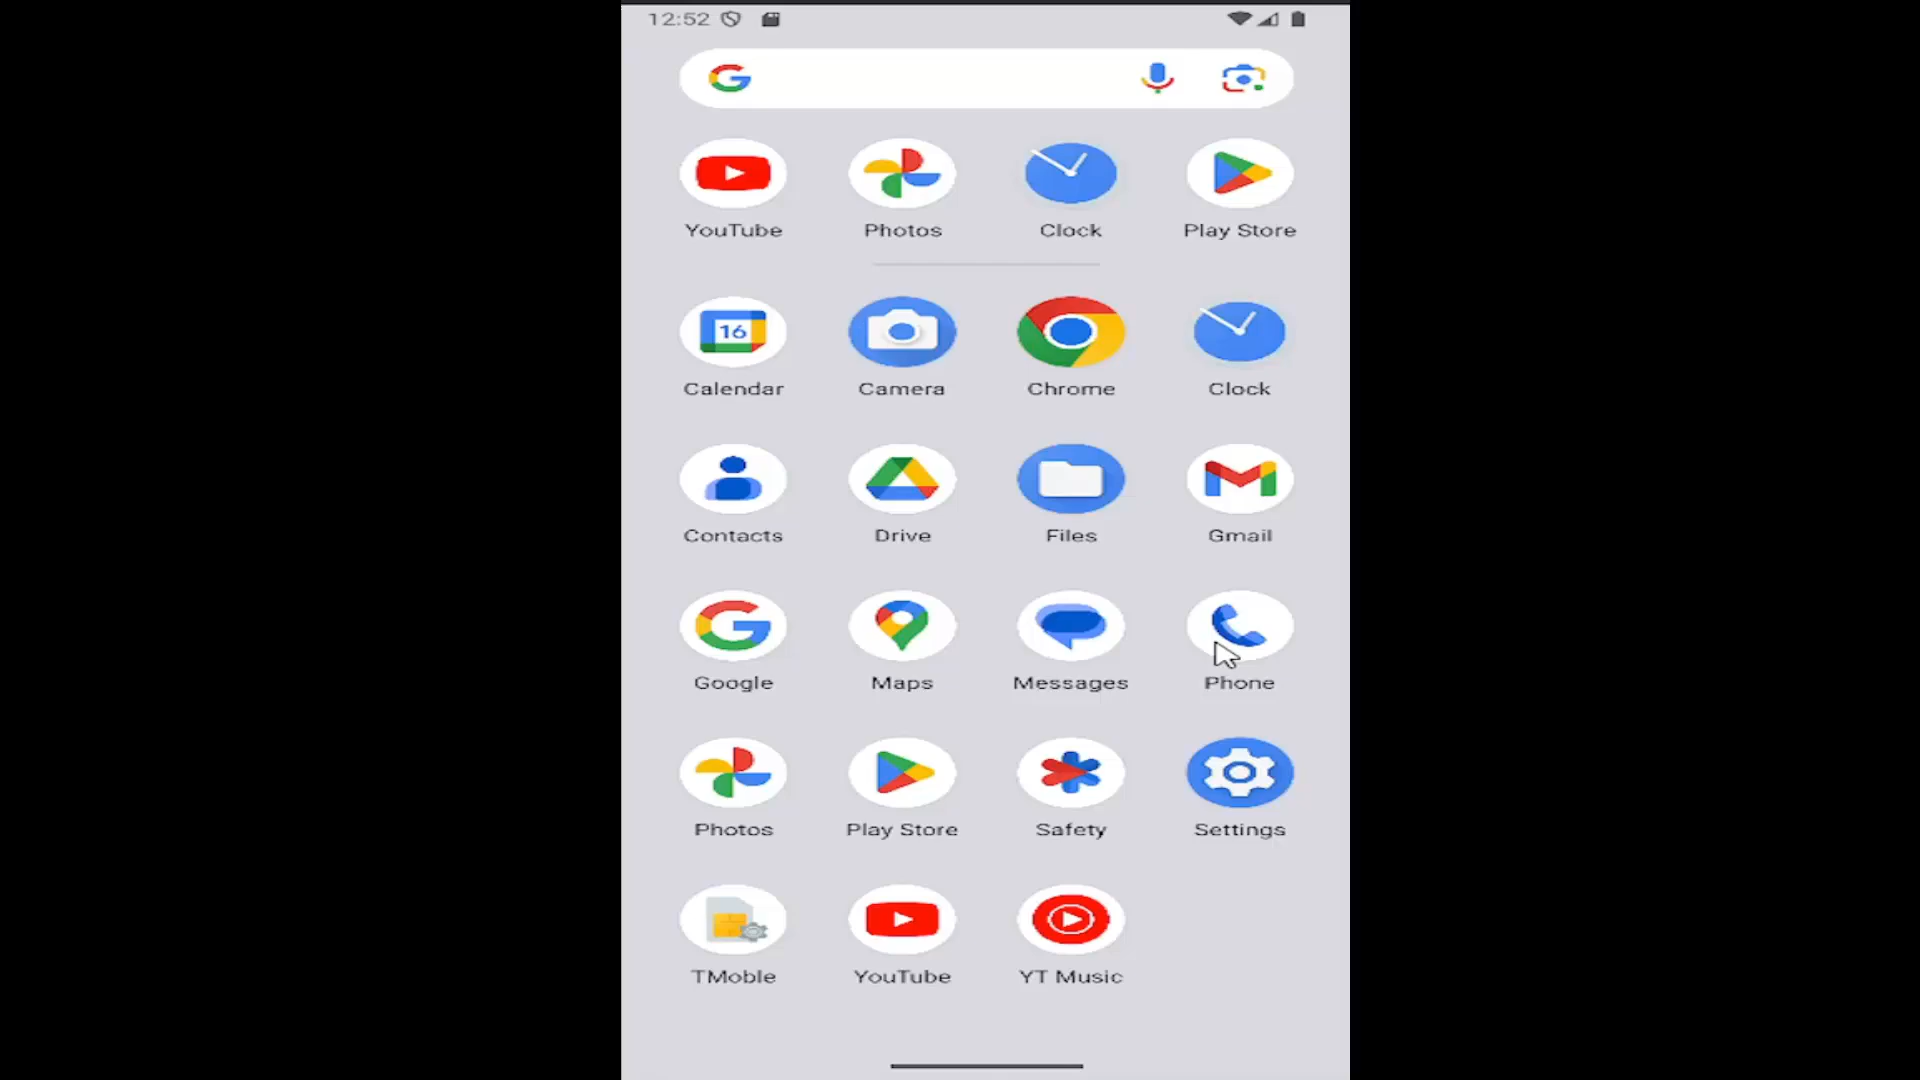 12:52
YouTube Photos Clock Play Store
16
Calendar Camera Chrome Clock
Contacts Drive Files Gmail
Google Maps Messages Phone
Photos Play Store Safety Settings
TMoble YouTube YT Music